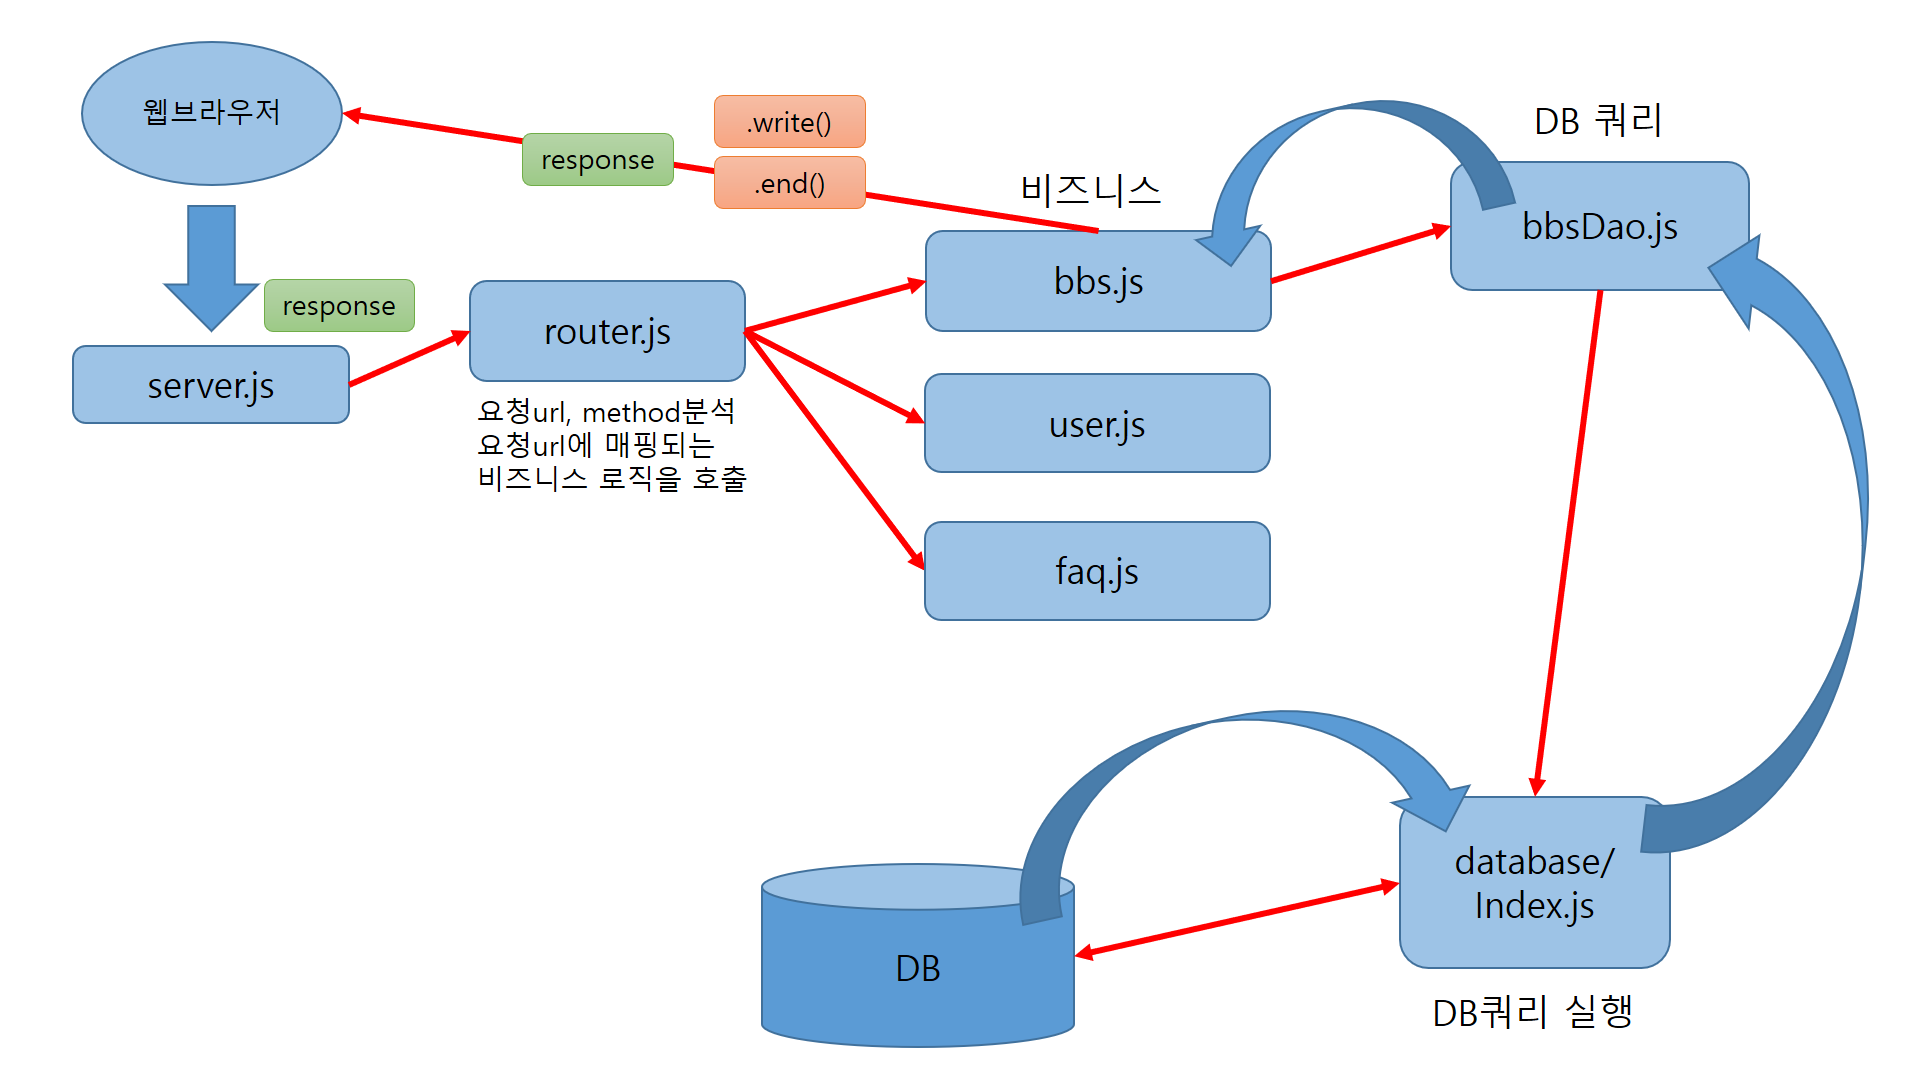 웹브라우저
response
.write()
.end()
DB 쿼리
비즈니스
bbsDao.js
bbs.js
response
server.js
router.js
요청url, method분석
요청url에 매핑되는
비즈니스 로직을 호출
user.js
faq.js
database/
Index.js
DB
DB쿼리 실행